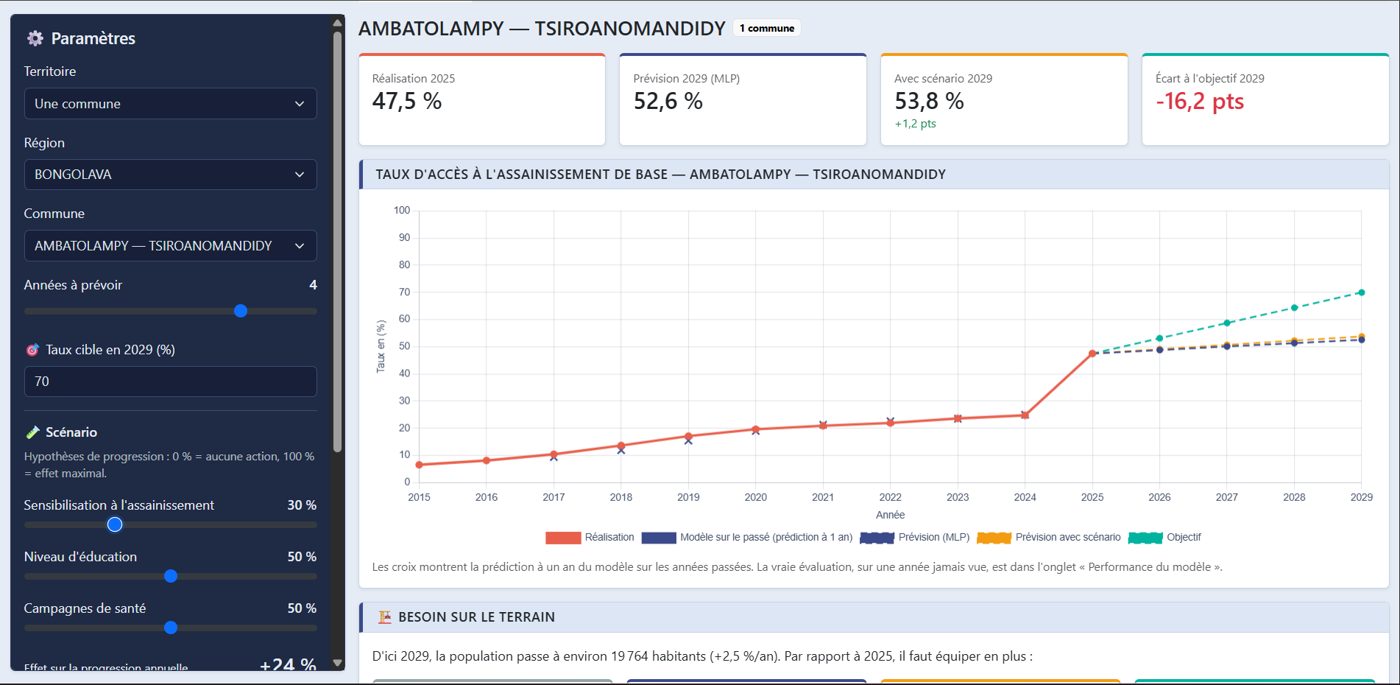 Paramètres
Territoire
Une commune
Région
BONGOLAVA
Commune
AMBATOLAMPY — TSIROANOMANDIDY
Années à prévoir 4
Taux cible en 2029 (%)
70
Scénario
Hypothèses de progression : 0 % = aucune action, 100 %
= effet maximal.
Sensibilisation à l'assainissement 30 %
Niveau d'éducation 50 %
Campagnes de santé 50 %
Effet sur la progression annuelle +24 %
AMBATOLAMPY — TSIROANOMANDIDY 1 commune
Réalisation 2025
47,5 %
Prévision 2029 (MLP)
52,6 %
Avec scénario 2029
53,8 %
+1,2 pts
Écart à l'objectif 2029
-16,2 pts
TAUX D'ACCÈS À L'ASSAINISSEMENT DE BASE — AMBATOLAMPY — TSIROANOMANDIDY
Taux en (%)
100
90
80
70
60
50
40
30
20
10
0
2015 2016 2017 2018 2019 2020 2021 2022 2023 2024 2025 2026 2027 2028 2029
Année
Réalisation Modèle sur le passé (prédiction à 1 an) Prévision (MLP) Prévision avec scénario Objectif
Les croix montrent la prédiction à un an du modèle sur les années passées. La vraie évaluation, sur une année jamais vue, est dans l'onglet « Performance du modèle ».
BESOIN SUR LE TERRAIN
D'ici 2029, la population passe à environ 19 764 habitants (+2,5 %/an). Par rapport à 2025, il faut équiper en plus :